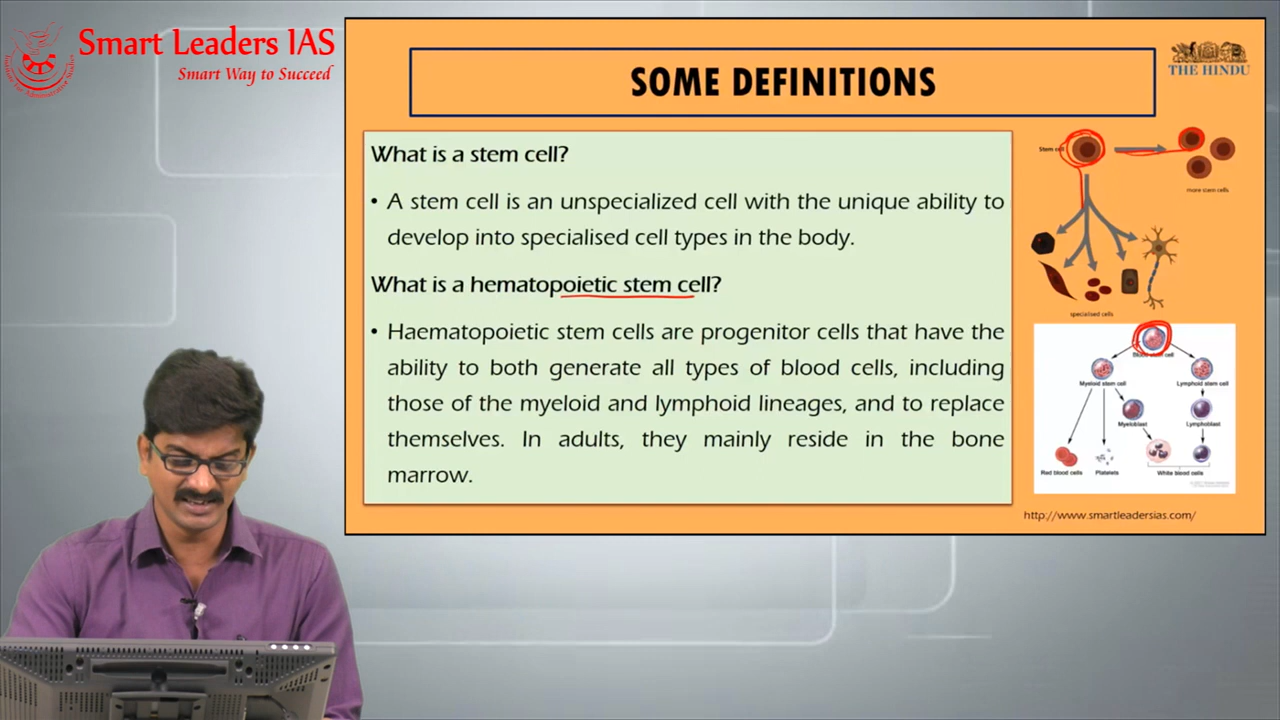 Smart Leaders IAS
Smart Way to Succeed
SOME DEFINITIONS
THE HINDU
What is a stem cell?
• A stem cell is an unspecialized cell with the unique ability to
develop into specialised cell types in the body.
What is a hematopoietic stem cell?
• Haematopoietic stem cells are progenitor cells that have the
ability to both generate all types of blood cells, including
those of the myeloid and lymphoid lineages, and to replace
themselves. In adults, they mainly reside in the bone
marrow.
Stem cell
more stem cells
specialised cells
stem cell
Myeloid stem cell
Lymphoid stem cell
Myeloblast
Lymphoblast
Red blood cells
Platelets
White blood cells
http://www.smartleadersias.com/